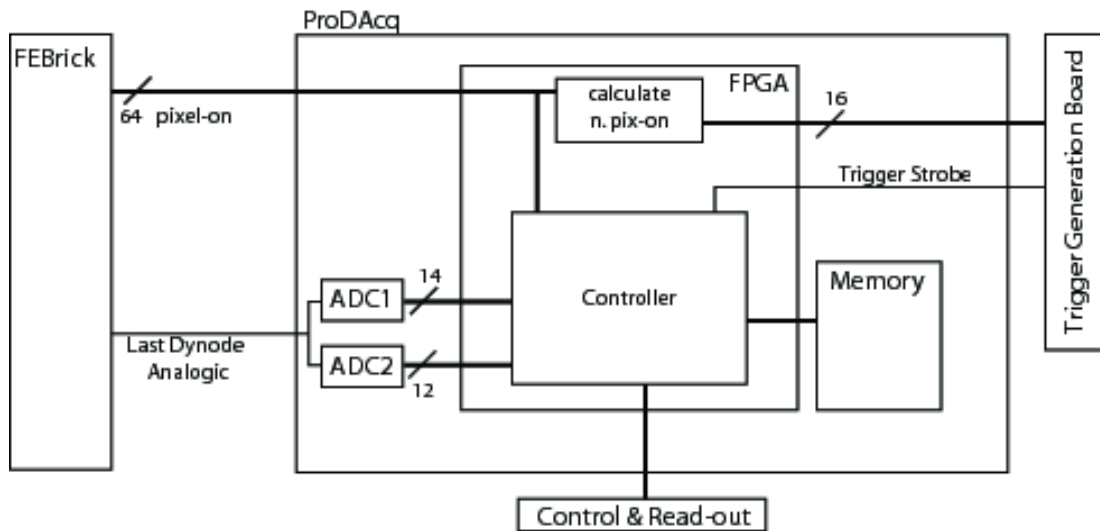 ProDAcq
FEBrick
FPGA
calculate
n. pix-on
64 pixel-on
16
Trigger Strobe
Trigger Generation Board
14
ADC1
Controller
Memory
Last Dynode
Analogic
ADC2
12
Control & Read-out